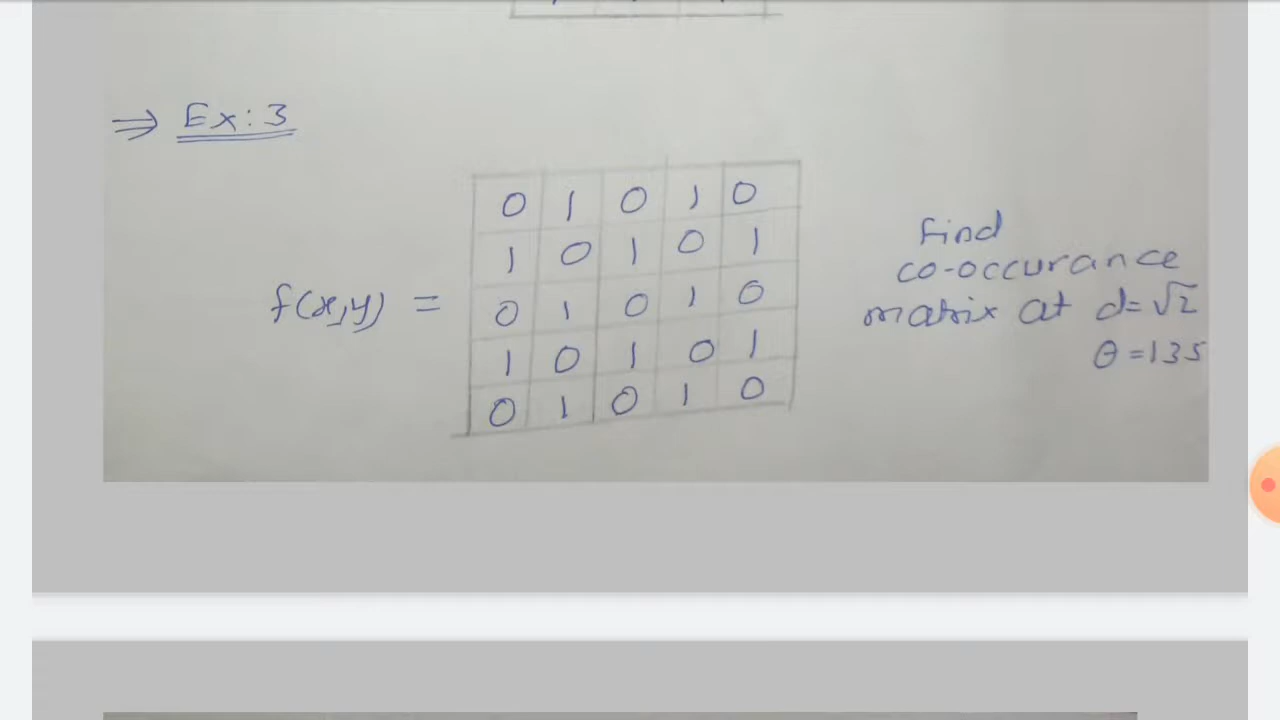 ⇒ Ex: 3
f(x,y) =
0 1 0 1 0
1 0 1 0 1
0 1 0 1 0
1 0 1 0 1
0 1 0 1 0
Find
co-occurance
matrix at d=√2
θ =135